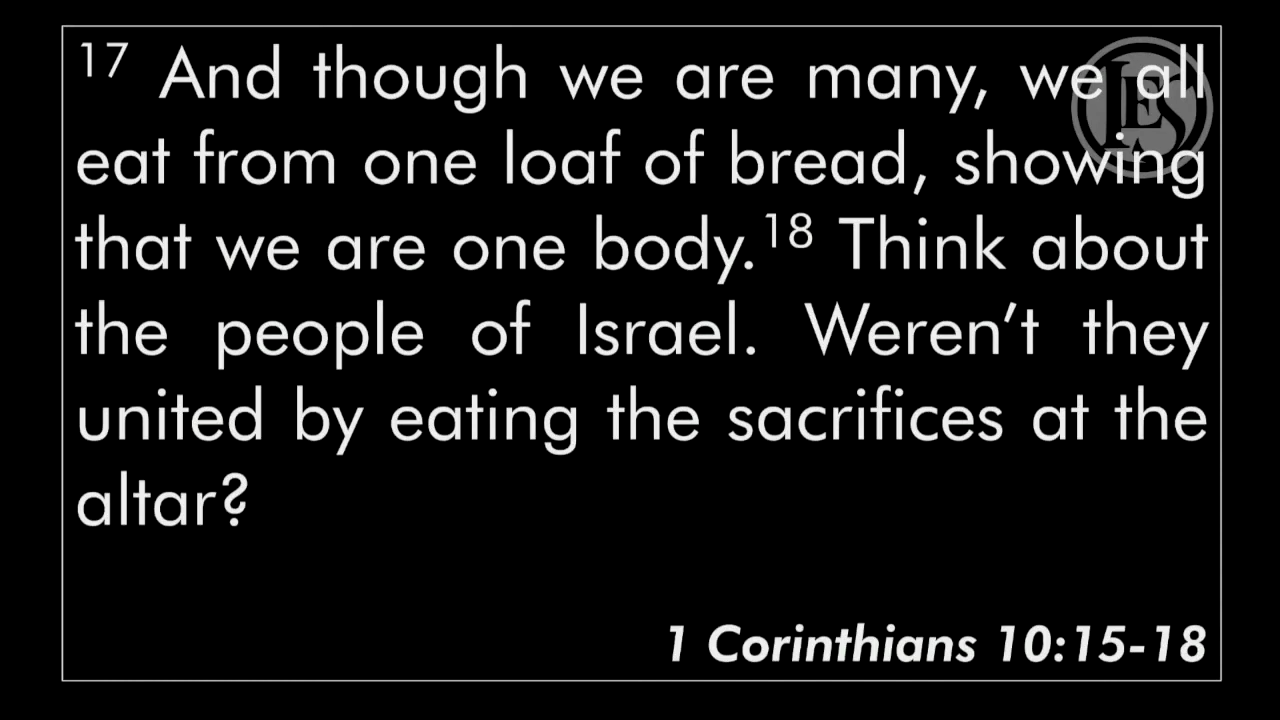 17 And though we are many, we all
eat from one loaf of bread, showing
that we are one body.18 Think about
the people of Israel. Weren’t they
united by eating the sacrifices at the
altar?
1 Corinthians 10:15-18